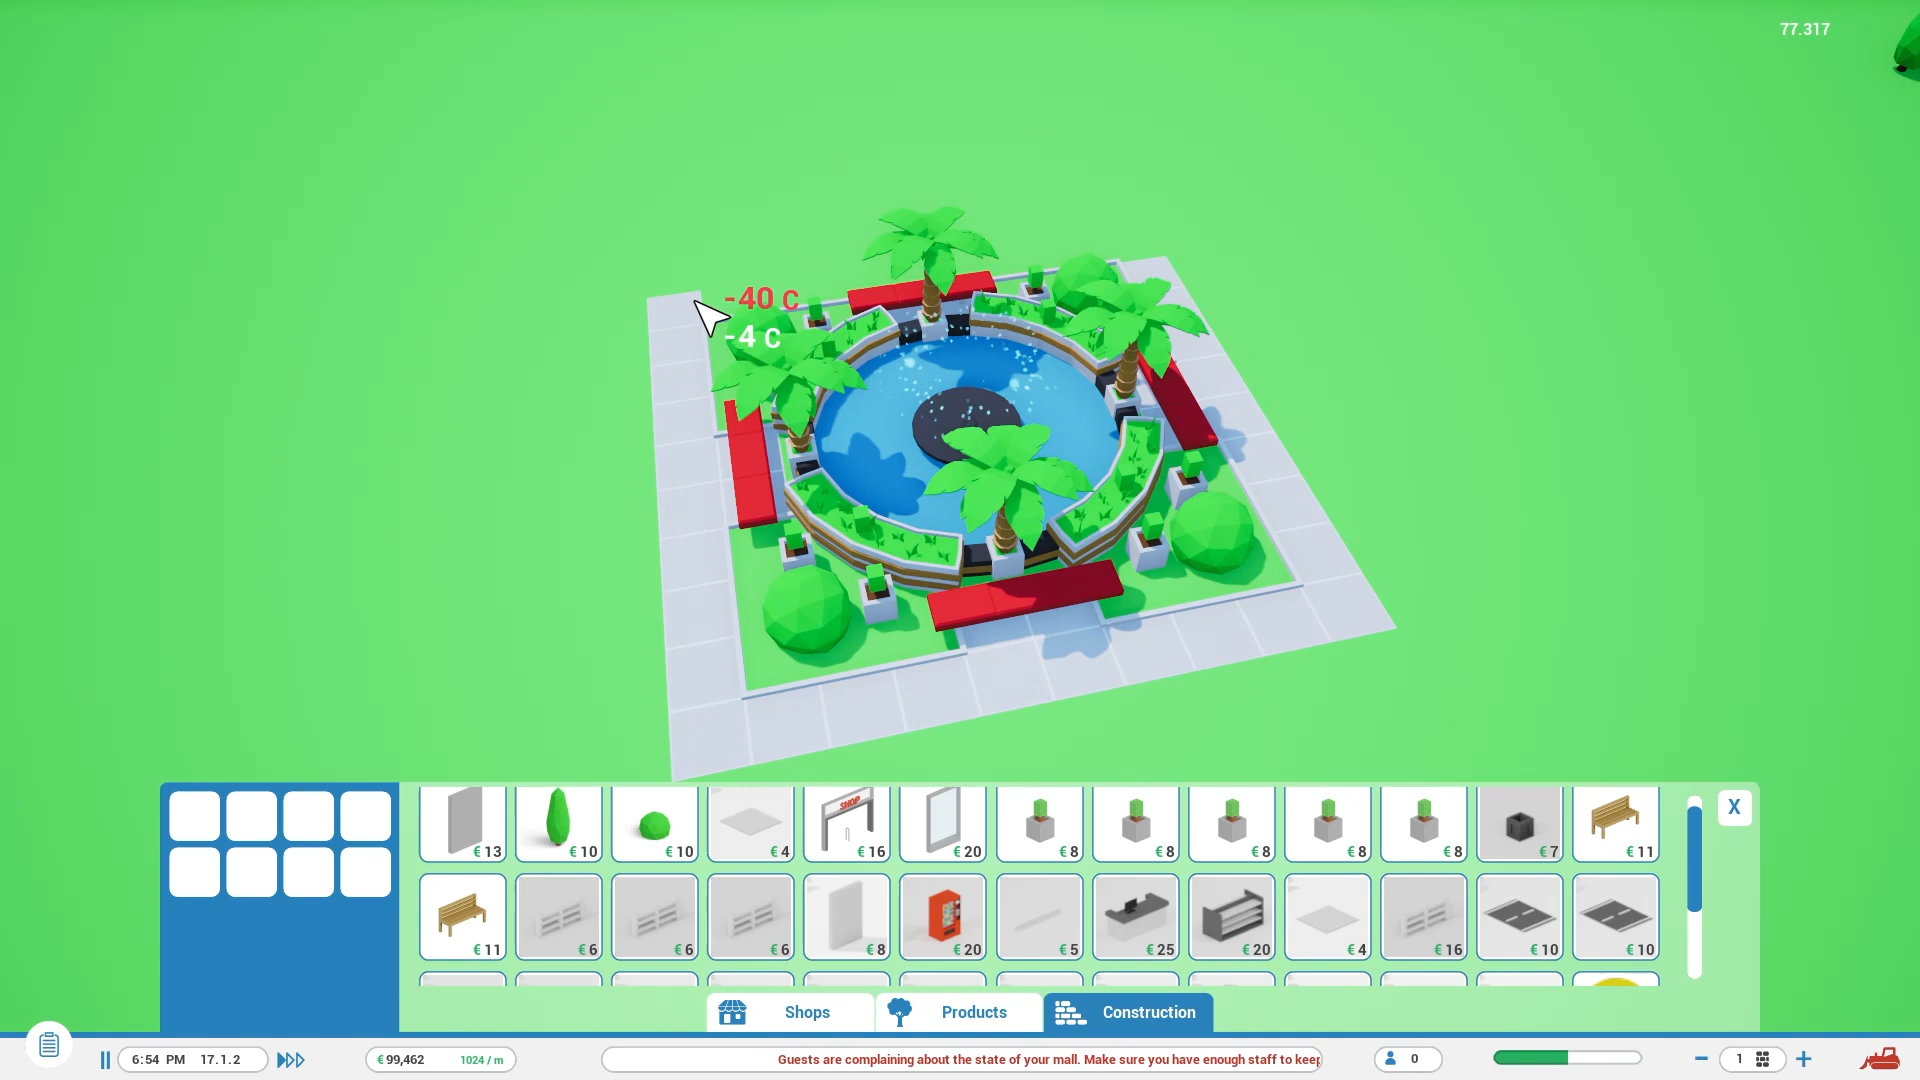 77.317
-40 C
-4 C
€ 13
€ 10
€ 10
€ 4
SHOP
€ 16
€ 20
€ 8
€ 8
€ 8
€ 8
€ 8
€ 7
€ 11
X
€ 11
€ 6
€ 6
€ 6
€ 8
€ 20
€ 5
€ 25
€ 20
€ 4
€ 16
€ 10
€ 10
Shops
Products
Construction
6:54 PM 17.1.2
€ 99,462 1024 / m
Guests are complaining about the state of your mall. Make sure you have enough staff to keep
0
1